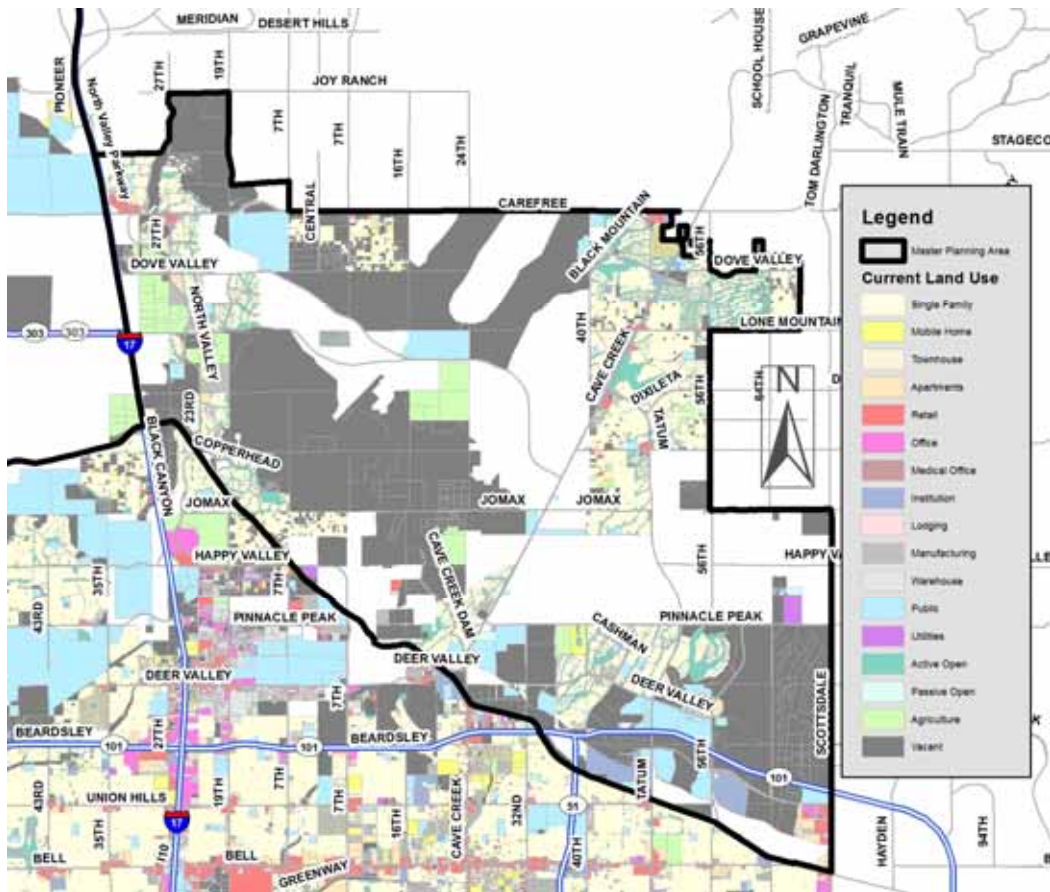 MERIDIAN
DESERT HILLS
GRAPEVINE
PIONEER
North Valley Parkway
27TH
19TH
JOY RANCH
7TH
7TH
16TH
24TH
SCHOOL HOUSE
TOM DARLINGTON
TRANQUIL
MULE TRAIN
STAGECO
CENTRAL
CAREFREE
BLACK MOUNTAIN
56TH
27TH
DOVE VALLEY
DOVE VALLEY
NORTH VALLEY
LONE MOUNTAIN
303
303
17
40TH
CAVE CREEK
DIXILETA
TATUM
56TH
64TH
N
23RD
BLACK CANYON
COPPERHEAD
JOMAX
JOMAX
JOMAX
HAPPY VALLEY
HAPPY VA
35TH
43RD
7TH
CAVE CREEK DAM
56TH
PINNACLE PEAK
PINNACLE PEAK
CASHMAN
DEER VALLEY
DEER VALLEY
DEER VALLEY
7TH
SCOTTSDALE
BEARDSLEY
BEARDSLEY
101
101
101
27TH
7TH
TATUM
56TH
43RD
35TH
UNION HILLS
19TH
7TH
16TH
CAVE CREEK
32ND
51
40TH
HAYDEN
94TH
17
I10
BELL
BELL
GREENWAY
Legend
Master Planning Area
Current Land Use
Single Family
Mobile Home
Townhouse
Apartments
Retail
Office
Medical Office
Institution
Lodging
Manufacturing
Warehouse
Public
Utilities
Active Open
Passive Open
Agriculture
Vacant